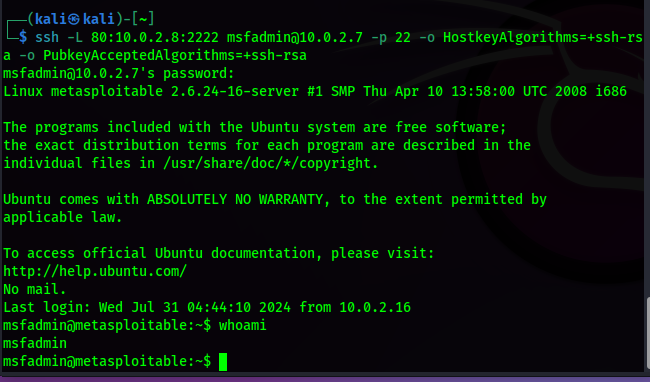 ┌──(kali㉿kali)-[~]
└─$ ssh -L 80:10.0.2.8:2222 msfadmin@10.0.2.7 -p 22 -o HostkeyAlgorithms=+ssh-rs
a -o PubkeyAcceptedAlgorithms=+ssh-rsa
msfadmin@10.0.2.7's password:
Linux metasploitable 2.6.24-16-server #1 SMP Thu Apr 10 13:58:00 UTC 2008 i686
The programs included with the Ubuntu system are free software;
the exact distribution terms for each program are described in the
individual files in /usr/share/doc/*/copyright.
Ubuntu comes with ABSOLUTELY NO WARRANTY, to the extent permitted by
applicable law.
To access official Ubuntu documentation, please visit:
http://help.ubuntu.com/
No mail.
Last login: Wed Jul 31 04:44:10 2024 from 10.0.2.16
msfadmin@metasploitable:~$ whoami
msfadmin
msfadmin@metasploitable:~$